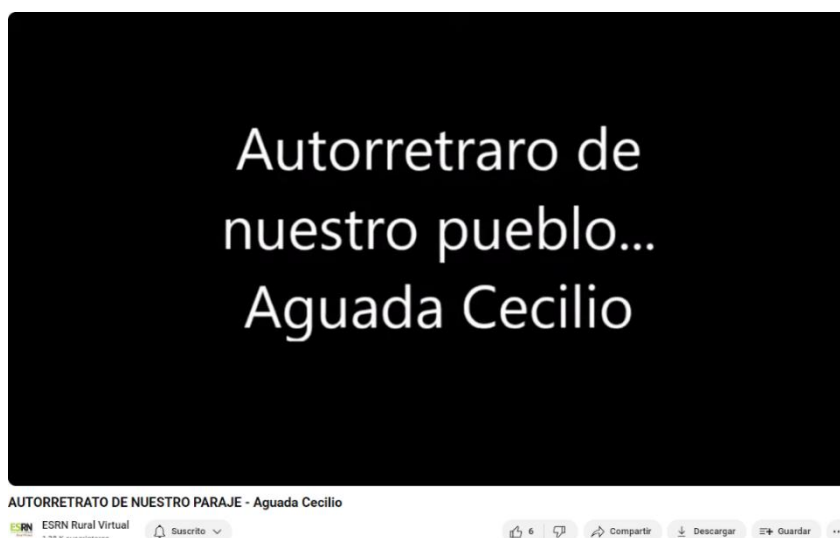 Autorretraro de
nuestro pueblo...
Aguada Cecilio
AUTORRETRATO DE NUESTRO PARAJE - Aguada Cecilio
ESRN
ESRN Rural Virtual
Suscrito
6
Compartir
Descargar
Guardar
...